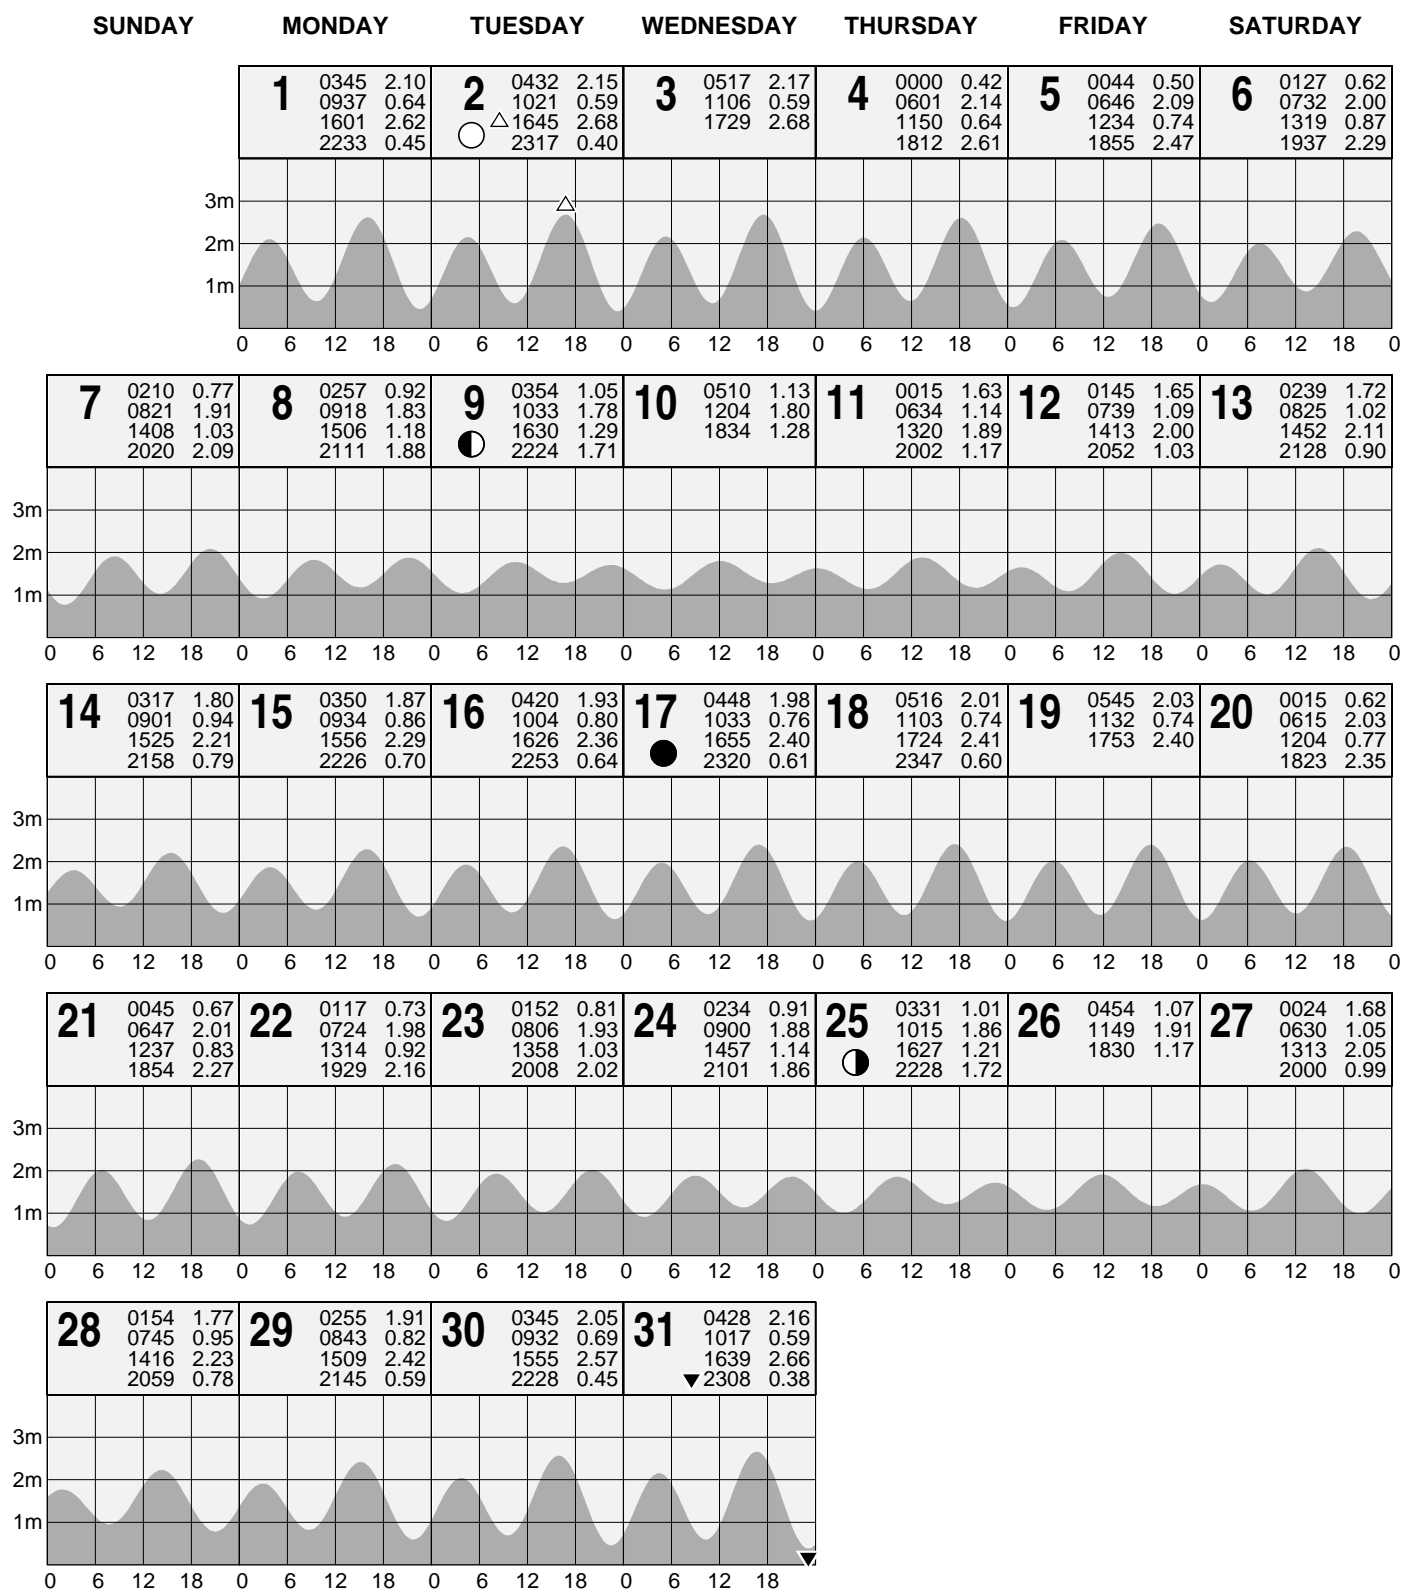 SUNDAY MONDAY TUESDAY WEDNESDAY THURSDAY FRIDAY SATURDAY
1 0345 2.10
0937 0.64
1601 2.62
2233 0.45
2 0432 2.15
1021 0.59
1645 2.68
2317 0.40
3 0517 2.17
1106 0.59
1729 2.68
4 0000 0.42
0601 2.14
1150 0.64
1812 2.61
5 0044 0.50
0646 2.09
1234 0.74
1855 2.47
6 0127 0.62
0732 2.00
1319 0.87
1937 2.29
3m
2m
1m
0 6 12 18 0 6 12 18 0 6 12 18 0 6 12 18 0 6 12 18 0 6 12 18 0
7 0210 0.77
0821 1.91
1408 1.03
2020 2.09
8 0257 0.92
0918 1.83
1506 1.18
2111 1.88
9 0354 1.05
1033 1.78
1630 1.29
2224 1.71
10 0510 1.13
1204 1.80
1834 1.28
11 0015 1.63
0634 1.14
1320 1.89
2002 1.17
12 0145 1.65
0739 1.09
1413 2.00
2052 1.03
13 0239 1.72
0825 1.02
1452 2.11
2128 0.90
3m
2m
1m
0 6 12 18 0 6 12 18 0 6 12 18 0 6 12 18 0 6 12 18 0 6 12 18 0 6 12 18 0
14 0317 1.80
0901 0.94
1525 2.21
2158 0.79
15 0350 1.87
0934 0.86
1556 2.29
2226 0.70
16 0420 1.93
1004 0.80
1626 2.36
2253 0.64
17 0448 1.98
1033 0.76
1655 2.40
2320 0.61
18 0516 2.01
1103 0.74
1724 2.41
2347 0.60
19 0545 2.03
1132 0.74
1753 2.40
20 0015 0.62
0615 2.03
1204 0.77
1823 2.35
3m
2m
1m
0 6 12 18 0 6 12 18 0 6 12 18 0 6 12 18 0 6 12 18 0 6 12 18 0 6 12 18 0
21 0045 0.67
0647 2.01
1237 0.83
1854 2.27
22 0117 0.73
0724 1.98
1314 0.92
1929 2.16
23 0152 0.81
0806 1.93
1358 1.03
2008 2.02
24 0234 0.91
0900 1.88
1457 1.14
2101 1.86
25 0331 1.01
1015 1.86
1627 1.21
2228 1.72
26 0454 1.07
1149 1.91
1830 1.17
27 0024 1.68
0630 1.05
1313 2.05
2000 0.99
3m
2m
1m
0 6 12 18 0 6 12 18 0 6 12 18 0 6 12 18 0 6 12 18 0 6 12 18 0 6 12 18 0
28 0154 1.77
0745 0.95
1416 2.23
2059 0.78
29 0255 1.91
0843 0.82
1509 2.42
2145 0.59
30 0345 2.05
0932 0.69
1555 2.57
2228 0.45
31 0428 2.16
1017 0.59
1639 2.66
2308 0.38
3m
2m
1m
0 6 12 18 0 6 12 18 0 6 12 18 0 6 12 18